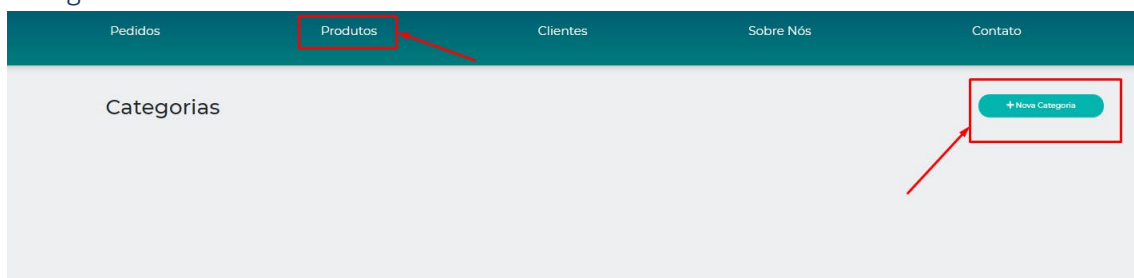 Pedidos Produtos Clientes Sobre Nós Contato
Categorias
+ Nova Categoria